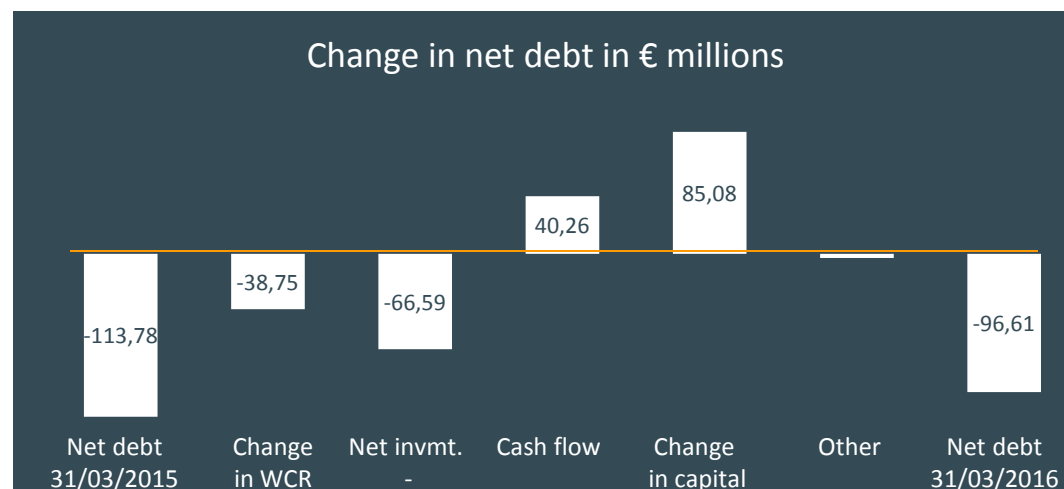 Change in net debt in € millions
85,08
40,26
-38,75
-66,59
-113,78
-96,61
Net debt
31/03/2015
Change
in WCR
Net invmt.
-
Cash flow
Change
in capital
Other
Net debt
31/03/2016